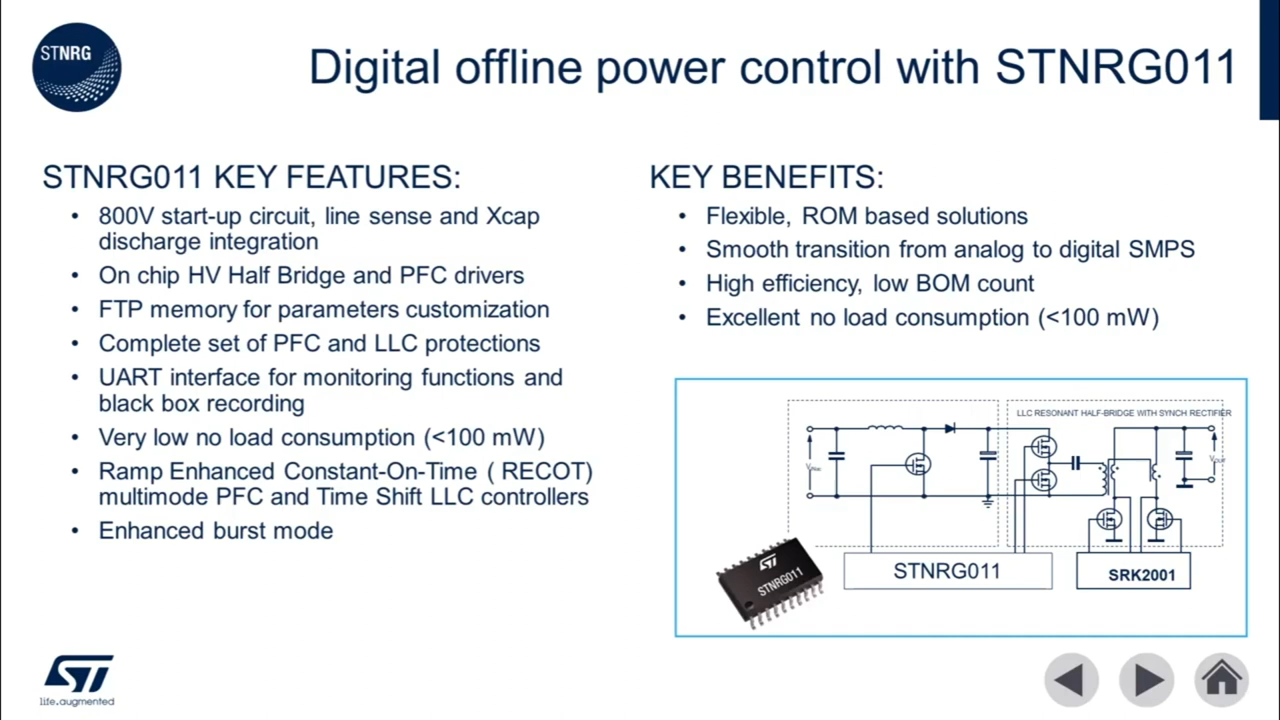 STNRG
Digital offline power control with STNRG011
STNRG011 KEY FEATURES:
• 800V start-up circuit, line sense and Xcap
discharge integration
• On chip HV Half Bridge and PFC drivers
• FTP memory for parameters customization
• Complete set of PFC and LLC protections
• UART interface for monitoring functions and
black box recording
• Very low no load consumption (<100 mW)
• Ramp Enhanced Constant-On-Time ( RECOT)
multimode PFC and Time Shift LLC controllers
• Enhanced burst mode
KEY BENEFITS:
• Flexible, ROM based solutions
• Smooth transition from analog to digital SMPS
• High efficiency, low BOM count
• Excellent no load consumption (<100 mW)
LLC RESONANT HALF-BRIDGE WITH SYNCH RECTIFIER
VOUT
STNRG011
SRK2001
ST
STNRG011
ST
life.augmented